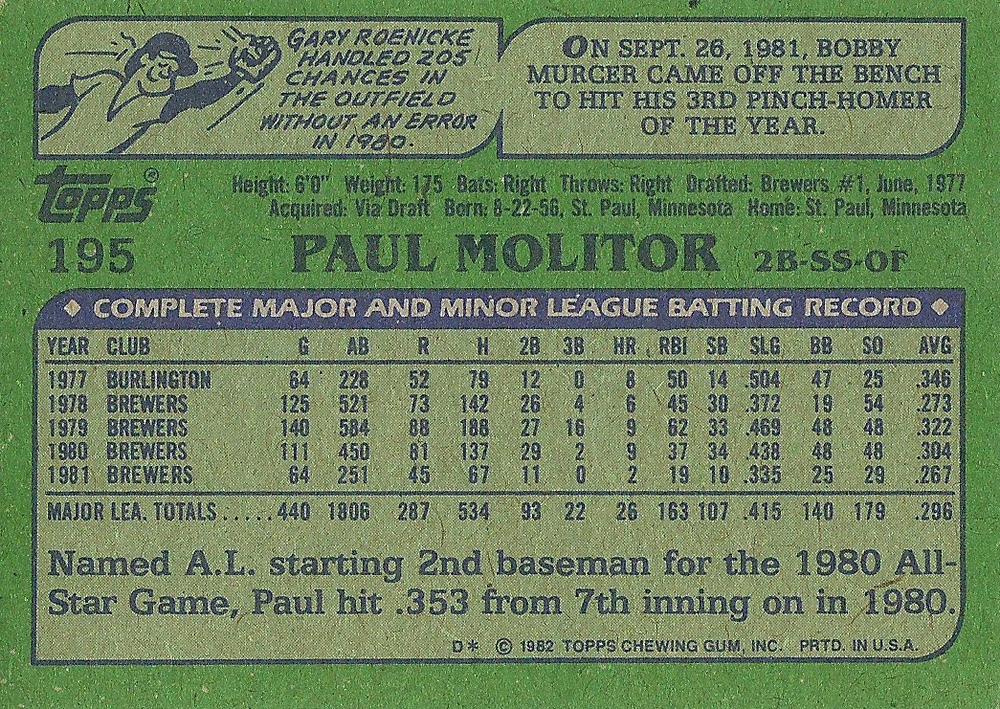 GARY ROENICKE
HANDLED 205
CHANCES IN
THE OUTFIELD
WITHOUT AN ERROR
IN 1980.
ON SEPT. 26, 1981, BOBBY
MURCER CAME OFF THE BENCH
TO HIT HIS 3RD PINCH-HOMER
OF THE YEAR.
topps®
Height: 6'0" Weight: 175 Bats: Right Throws: Right Drafted: Brewers #1, June, 1977
Acquired: Via Draft Born: 8-22-56, St. Paul, Minnesota Home: St. Paul, Minnesota
195 PAUL MOLITOR 2B-SS-OF
COMPLETE MAJOR AND MINOR LEAGUE BATTING RECORD
YEAR CLUB G AB R H 2B 3B HR RBI SB SLG BB SO AVG
1977 BURLINGTON 64 228 52 79 12 0 8 50 14 .504 47 25 .346
1978 BREWERS 125 521 73 142 26 4 6 45 30 .372 19 54 .273
1979 BREWERS 140 584 88 188 27 16 9 62 33 .469 48 48 .322
1980 BREWERS 111 450 81 137 29 2 9 37 34 .438 48 48 .304
1981 BREWERS 64 251 45 67 11 0 2 19 10 .335 25 29 .267
MAJOR LEA. TOTALS.....440 1806 287 534 93 22 26 163 107 .415 140 179 .296
Named A.L. starting 2nd baseman for the 1980 All-
Star Game, Paul hit .353 from 7th inning on in 1980.
D* © 1982 TOPPS CHEWING GUM, INC. PRTD. IN U.S.A.